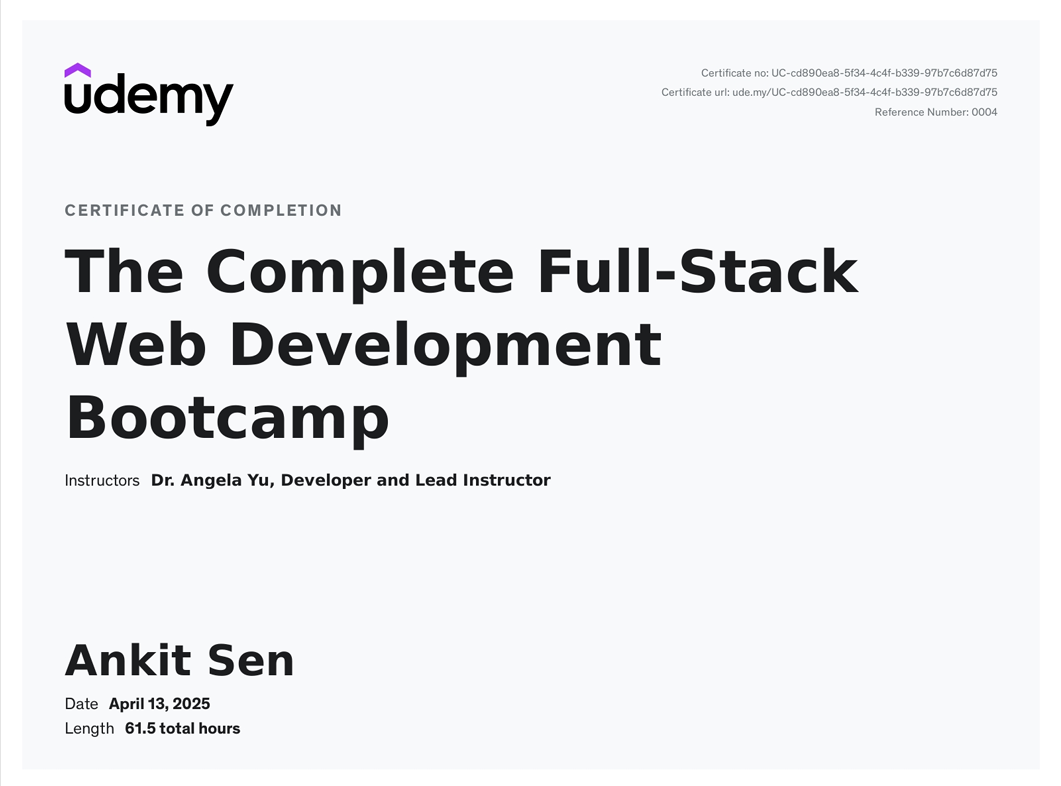 udemy
Certificate no: UC-cd890ea8-5f34-4c4f-b339-97b7c6d87d75
Certificate url: ude.my/UC-cd890ea8-5f34-4c4f-b339-97b7c6d87d75
Reference Number: 0004
CERTIFICATE OF COMPLETION
The Complete Full-Stack
Web Development
Bootcamp
Instructors Dr. Angela Yu, Developer and Lead Instructor
Ankit Sen
Date April 13, 2025
Length 61.5 total hours